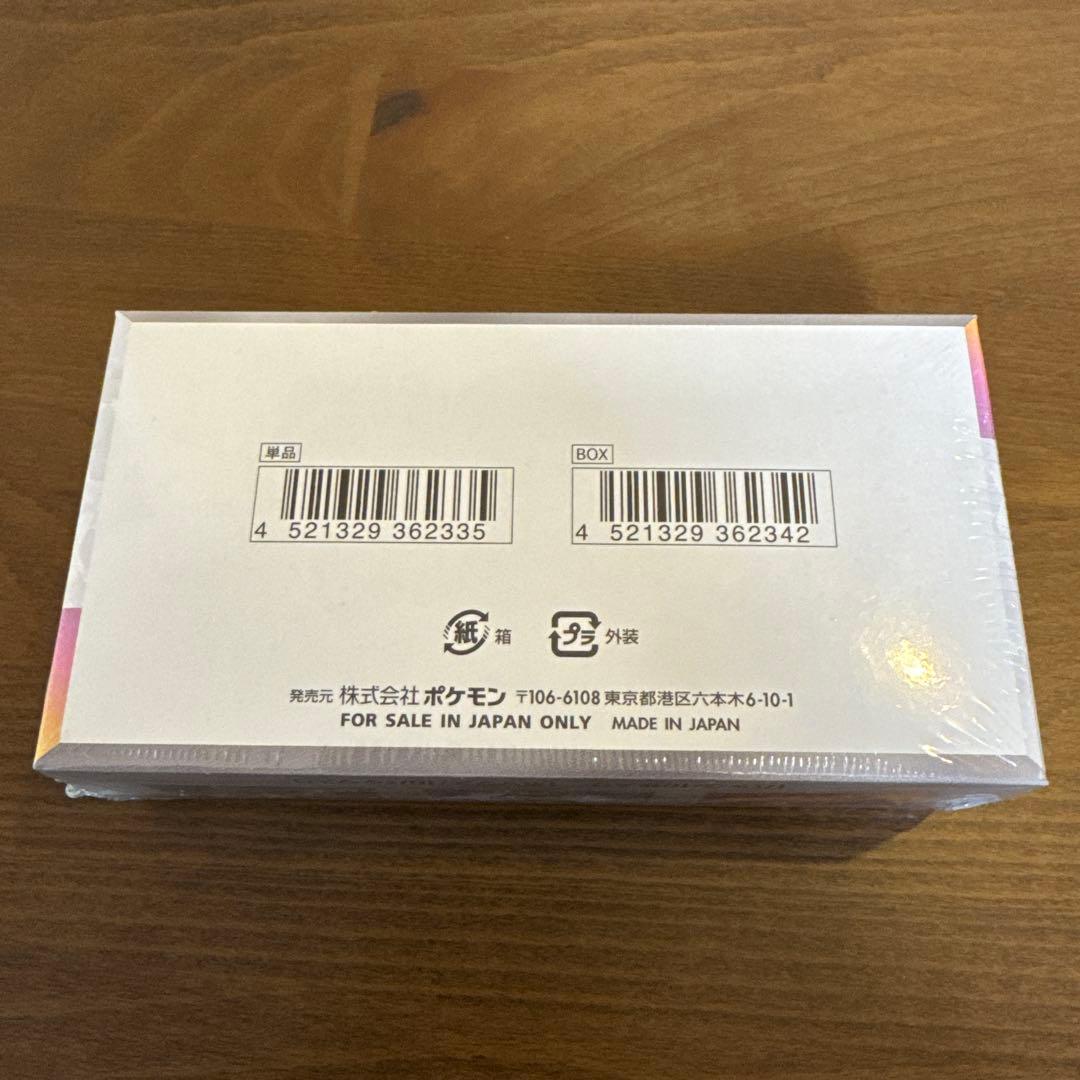 単品
4 521329 362335
BOX
4 521329 362342
紙 箱
プラ 外装
発売元 株式会社ポケモン 〒106-6108 東京都港区六本木6-10-1
FOR SALE IN JAPAN ONLY MADE IN JAPAN